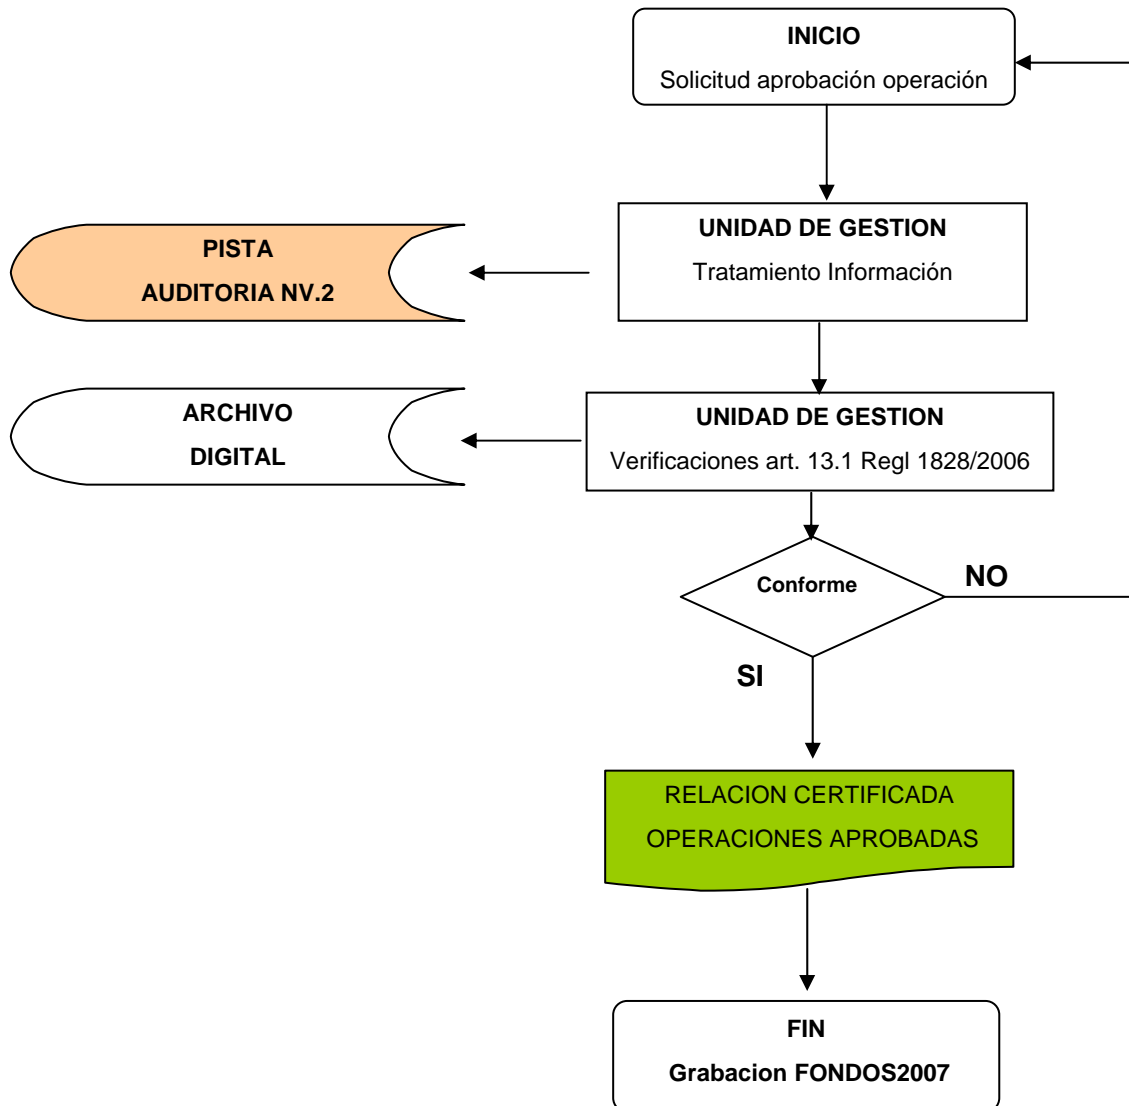 INICIO
Solicitud aprobación operación
UNIDAD DE GESTION
Tratamiento Información
PISTA
AUDITORIA NV.2
UNIDAD DE GESTION
Verificaciones art. 13.1 Regl 1828/2006
ARCHIVO
DIGITAL
Conforme
NO
SI
RELACION CERTIFICADA
OPERACIONES APROBADAS
FIN
Grabacion FONDOS2007